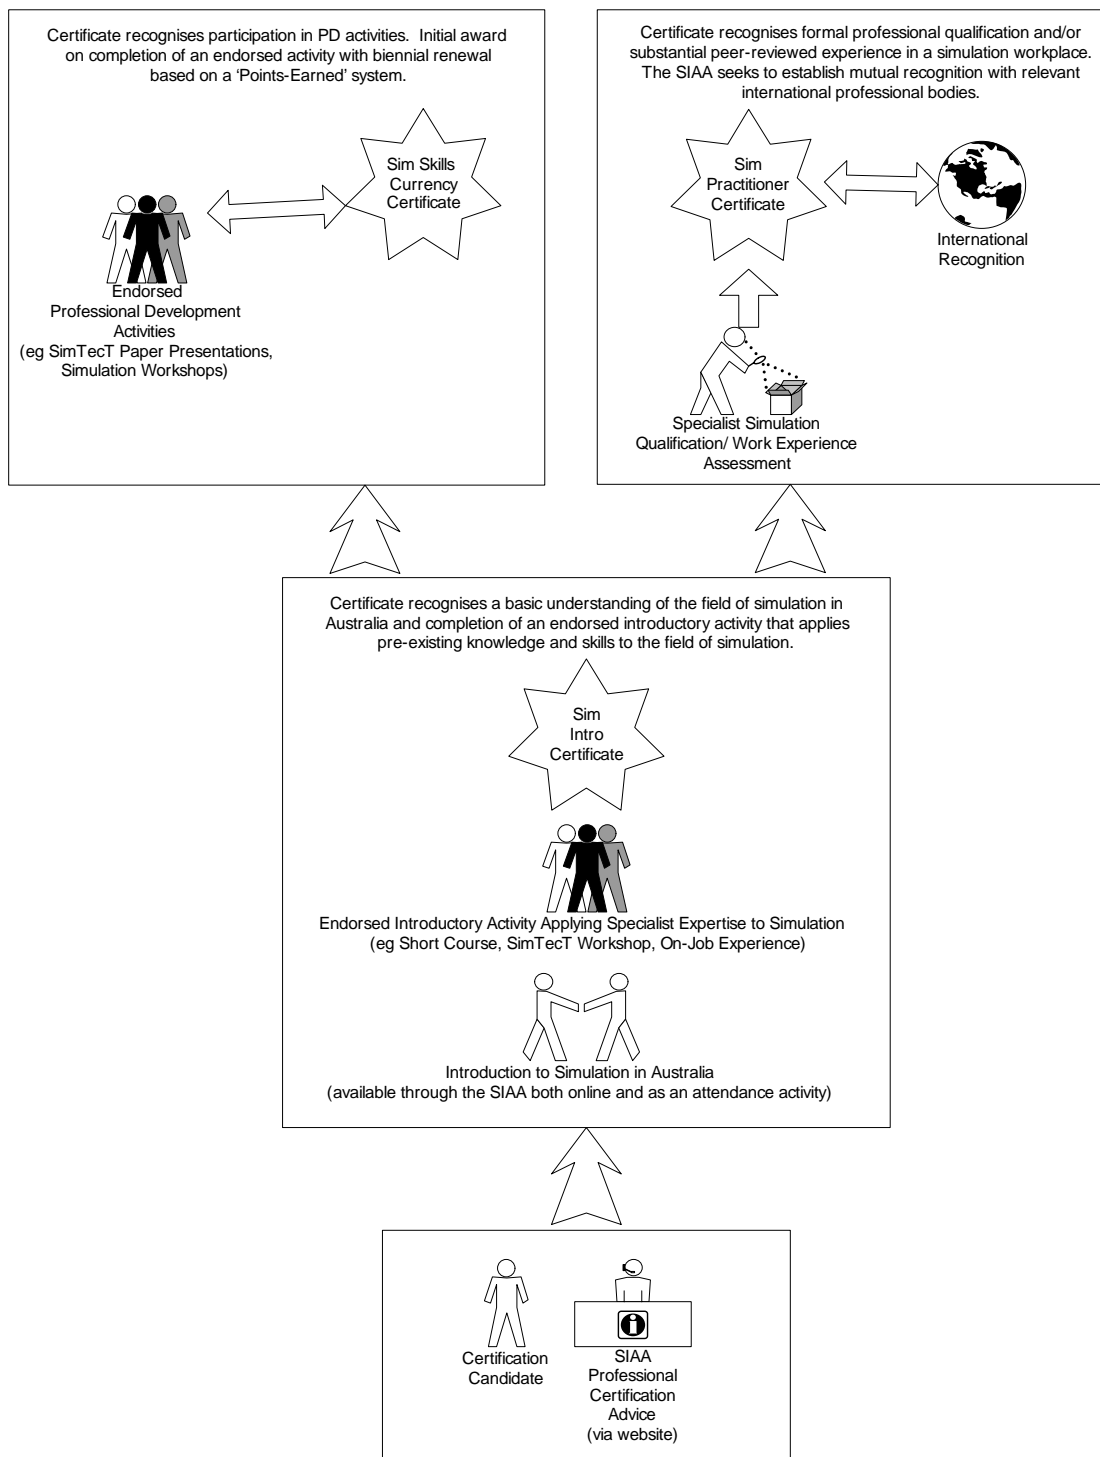 Certificate recognises participation in PD activities.  Initial award
on completion of an endorsed activity with biennial renewal
based on a ‘Points-Earned’ system.
Sim Skills
Currency
Certificate
Endorsed
Professional Development
Activities
(eg SimTecT Paper Presentations,
Simulation Workshops)
Certificate recognises formal professional qualification and/or
substantial peer-reviewed experience in a simulation workplace.
The SIAA seeks to establish mutual recognition with relevant
international professional bodies.
Sim
Practitioner
Certificate
International
Recognition
Specialist Simulation
Qualification/ Work Experience
Assessment
Certificate recognises a basic understanding of the field of simulation in
Australia and completion of an endorsed introductory activity that applies
pre-existing knowledge and skills to the field of simulation.
Sim
Intro
Certificate
Endorsed Introductory Activity Applying Specialist Expertise to Simulation
(eg Short Course, SimTecT Workshop, On-Job Experience)
Introduction to Simulation in Australia
(available through the SIAA both online and as an attendance activity)
Certification
Candidate
i
SIAA
Professional
Certification
Advice
(via website)